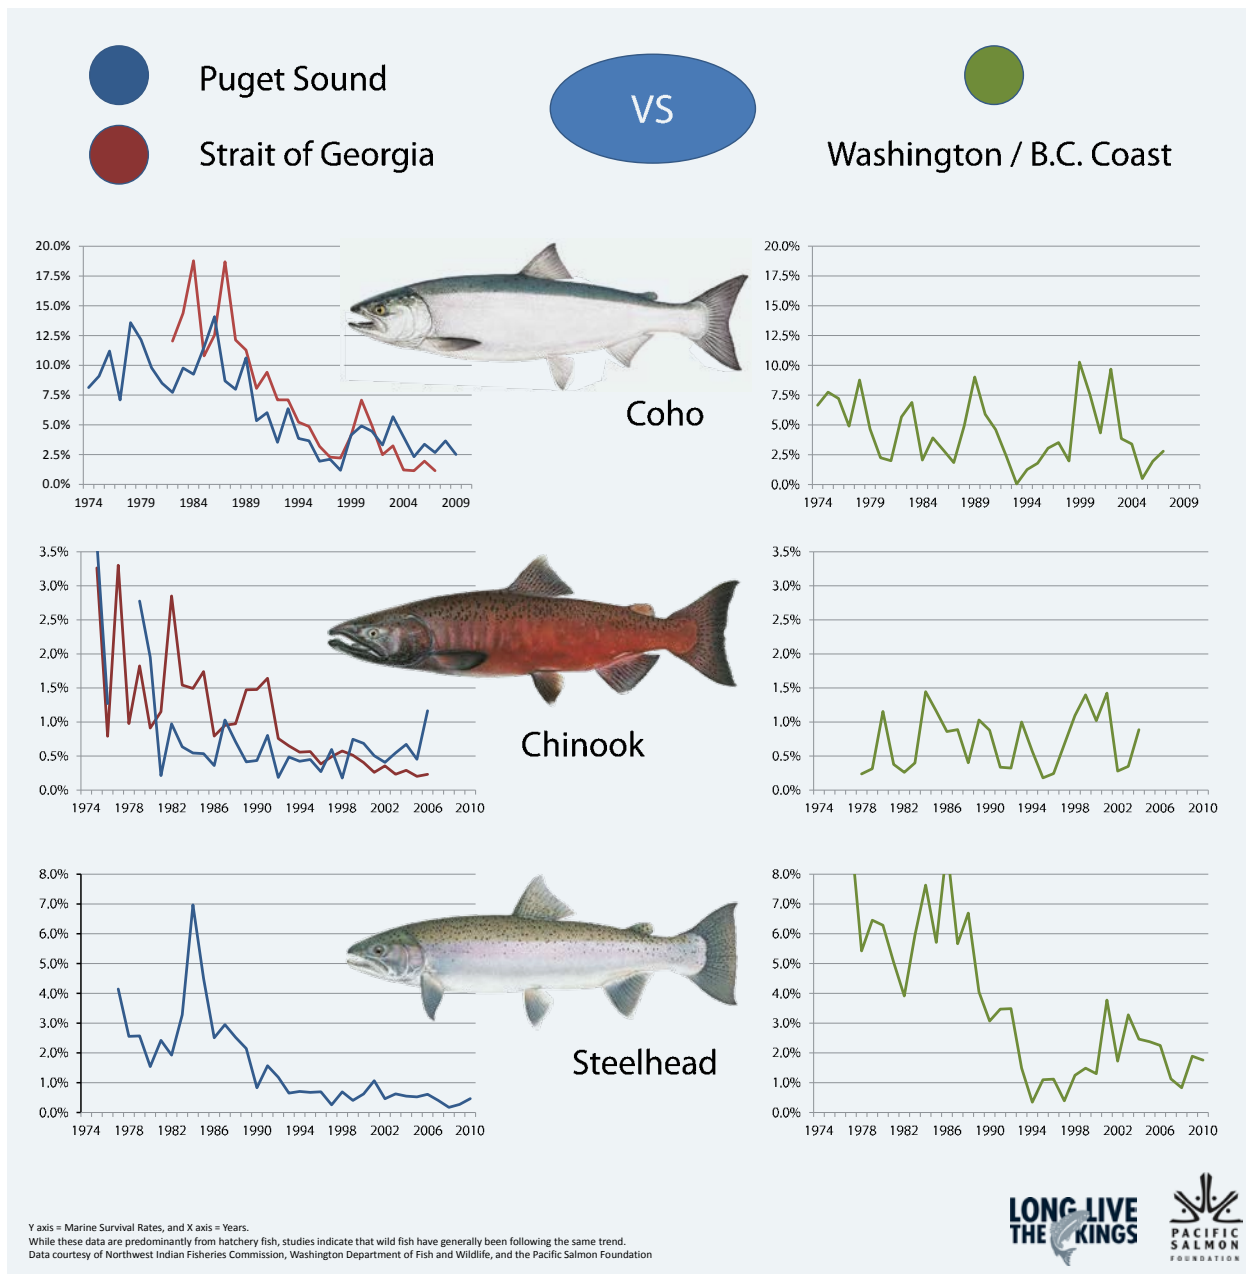 Puget Sound
VS
Strait of Georgia
Washington / B.C. Coast
20.0%
17.5%
15.0%
12.5%
10.0%
7.5%
5.0%
2.5%
0.0%
1974 1979 1984 1989 1994 1999 2004 2009
Coho
20.0%
17.5%
15.0%
12.5%
10.0%
7.5%
5.0%
2.5%
0.0%
1974 1979 1984 1989 1994 1999 2004 2009
3.5%
3.0%
2.5%
2.0%
1.5%
1.0%
0.5%
0.0%
1974 1978 1982 1986 1990 1994 1998 2002 2006 2010
Chinook
3.5%
3.0%
2.5%
2.0%
1.5%
1.0%
0.5%
0.0%
1974 1978 1982 1986 1990 1994 1998 2002 2006 2010
8.0%
7.0%
6.0%
5.0%
4.0%
3.0%
2.0%
1.0%
0.0%
1974 1978 1982 1986 1990 1994 1998 2002 2006 2010
Steelhead
8.0%
7.0%
6.0%
5.0%
4.0%
3.0%
2.0%
1.0%
0.0%
1974 1978 1982 1986 1990 1994 1998 2002 2006 2010
Y axis = Marine Survival Rates, and X axis = Years.
While these data are predominantly from hatchery fish, studies indicate that wild fish have generally been following the same trend.
Data courtesy of Northwest Indian Fisheries Commission, Washington Department of Fish and Wildlife, and the Pacific Salmon Foundation
LONG LIVE
THE KINGS
PACIFIC
SALMON
FOUNDATION